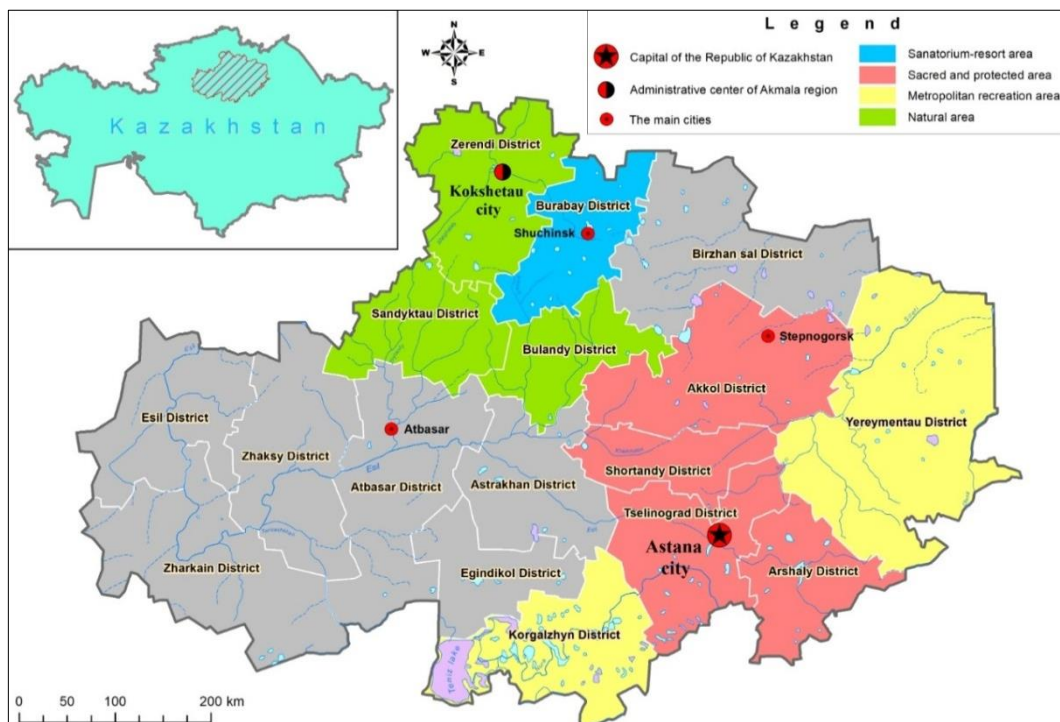 Kazakhstan
N
W
E
S
Legend
Capital of the Republic of Kazakhstan
Administrative center of Akmala region
The main cities
Sanatorium-resort area
Sacred and protected area
Metropolitan recreation area
Natural area
Zerendi District
Kokshetau
city
Burabay District
Shuchinsk
Birzhan sal District
Sandyktau District
Bulandy District
Stepnogorsk
Akkol District
Esil District
Yereymentau District
Atbasar
Zhaksy District
Esil
Shortandy District
Atbasar District
Astrakhan District
Tselinograd District
Astana
city
Zharkain District
Egindikol District
Arshaly District
Korgalzhyn District
0 50 100 200 km